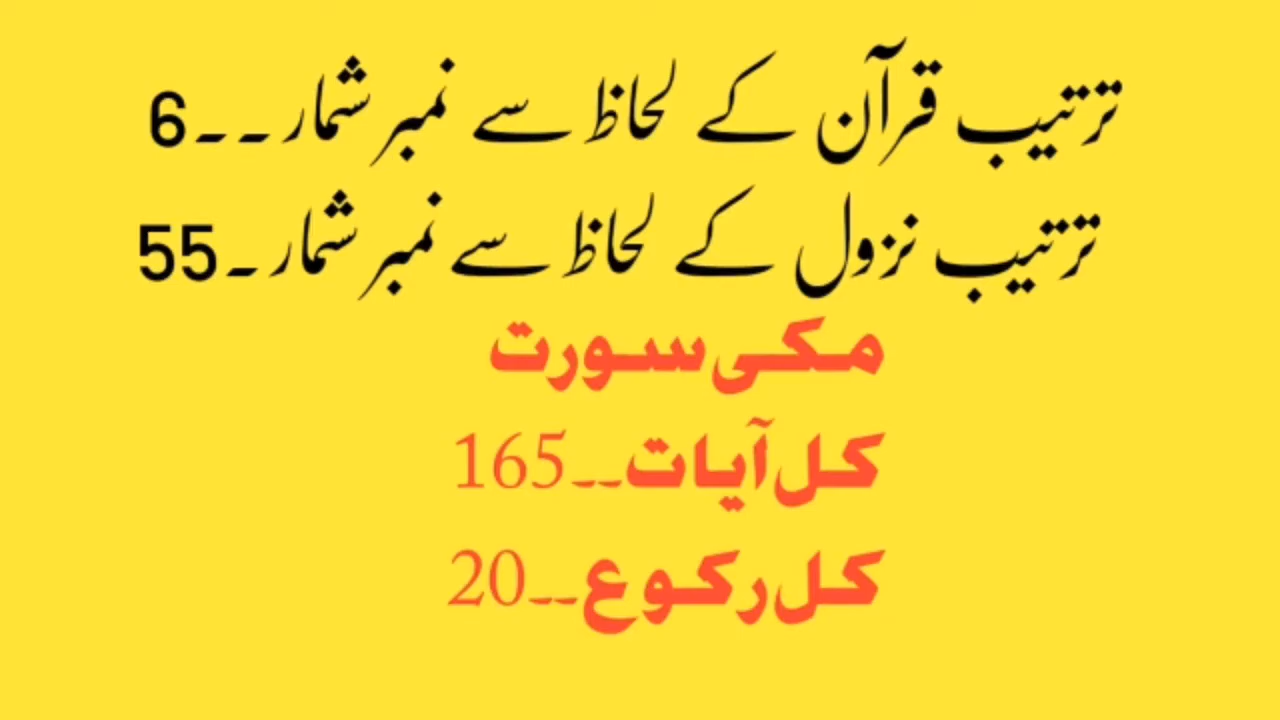 ترتیب قرآن کے لحاظ سے نمبر شمار۔۔6
ترتیب نزول کے لحاظ سے نمبر شمار۔55
مکی سورت
کل آیات۔۔165
کل رکوع۔۔20